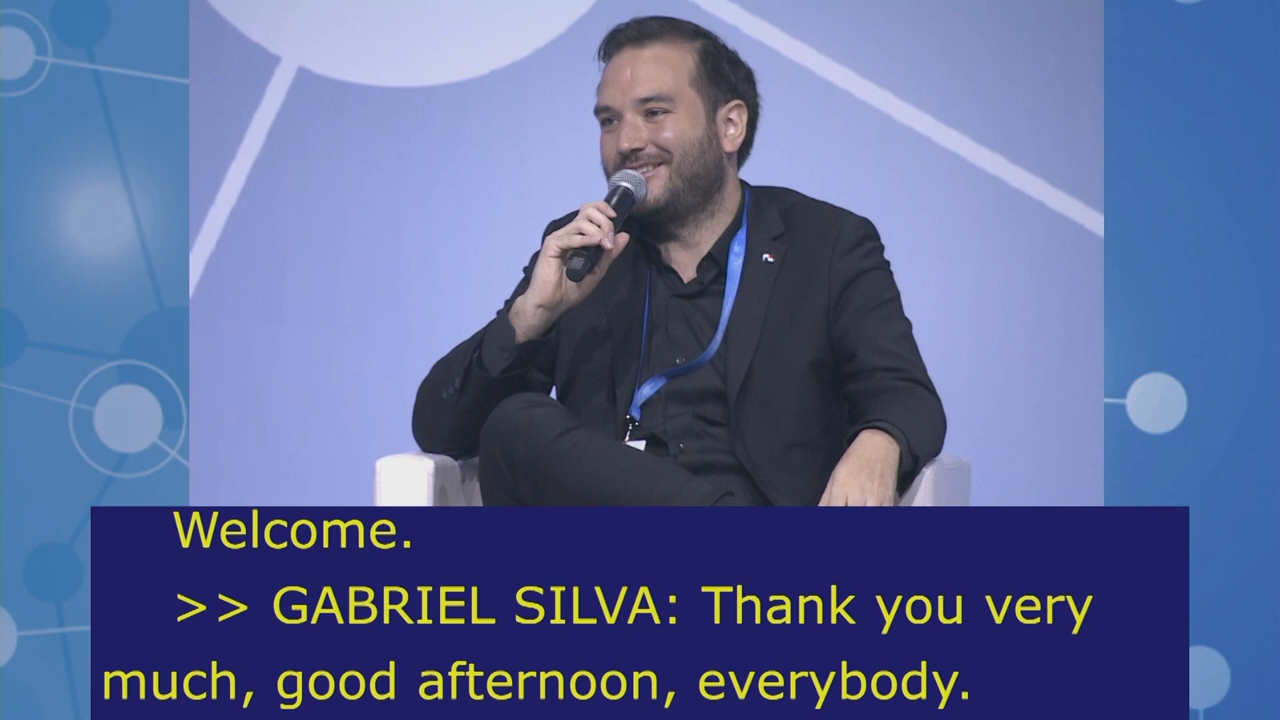 Welcome.
>> GABRIEL SILVA: Thank you very
much, good afternoon, everybody.